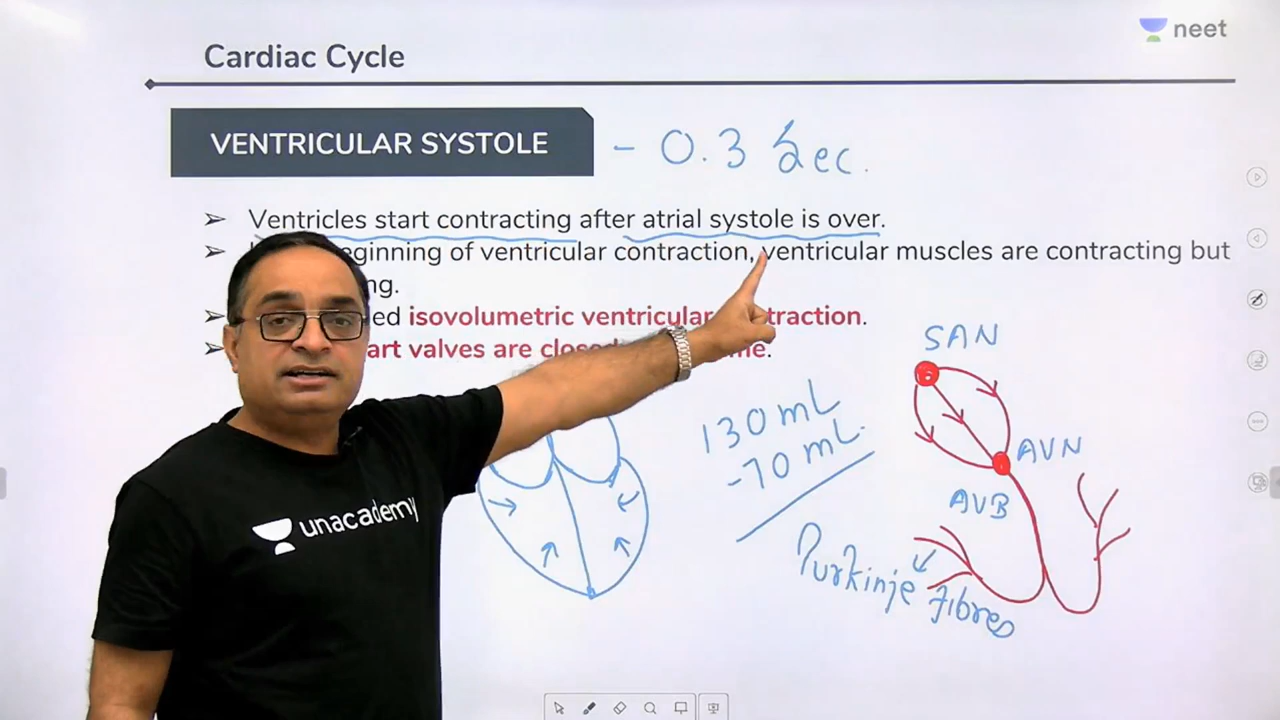 neet
Cardiac Cycle
VENTRICULAR SYSTOLE - 0.3 Sec.
➢ Ventricles start contracting after atrial systole is over.
➢ ginning of ventricular contraction, ventricular muscles are contracting but
ng.
➢ ed isovolumetric ventricular traction.
➢ art valves are closed me.
SAN
130 mL
-70 mL
AVN
AVB
Purkinje Fibres
unacademy